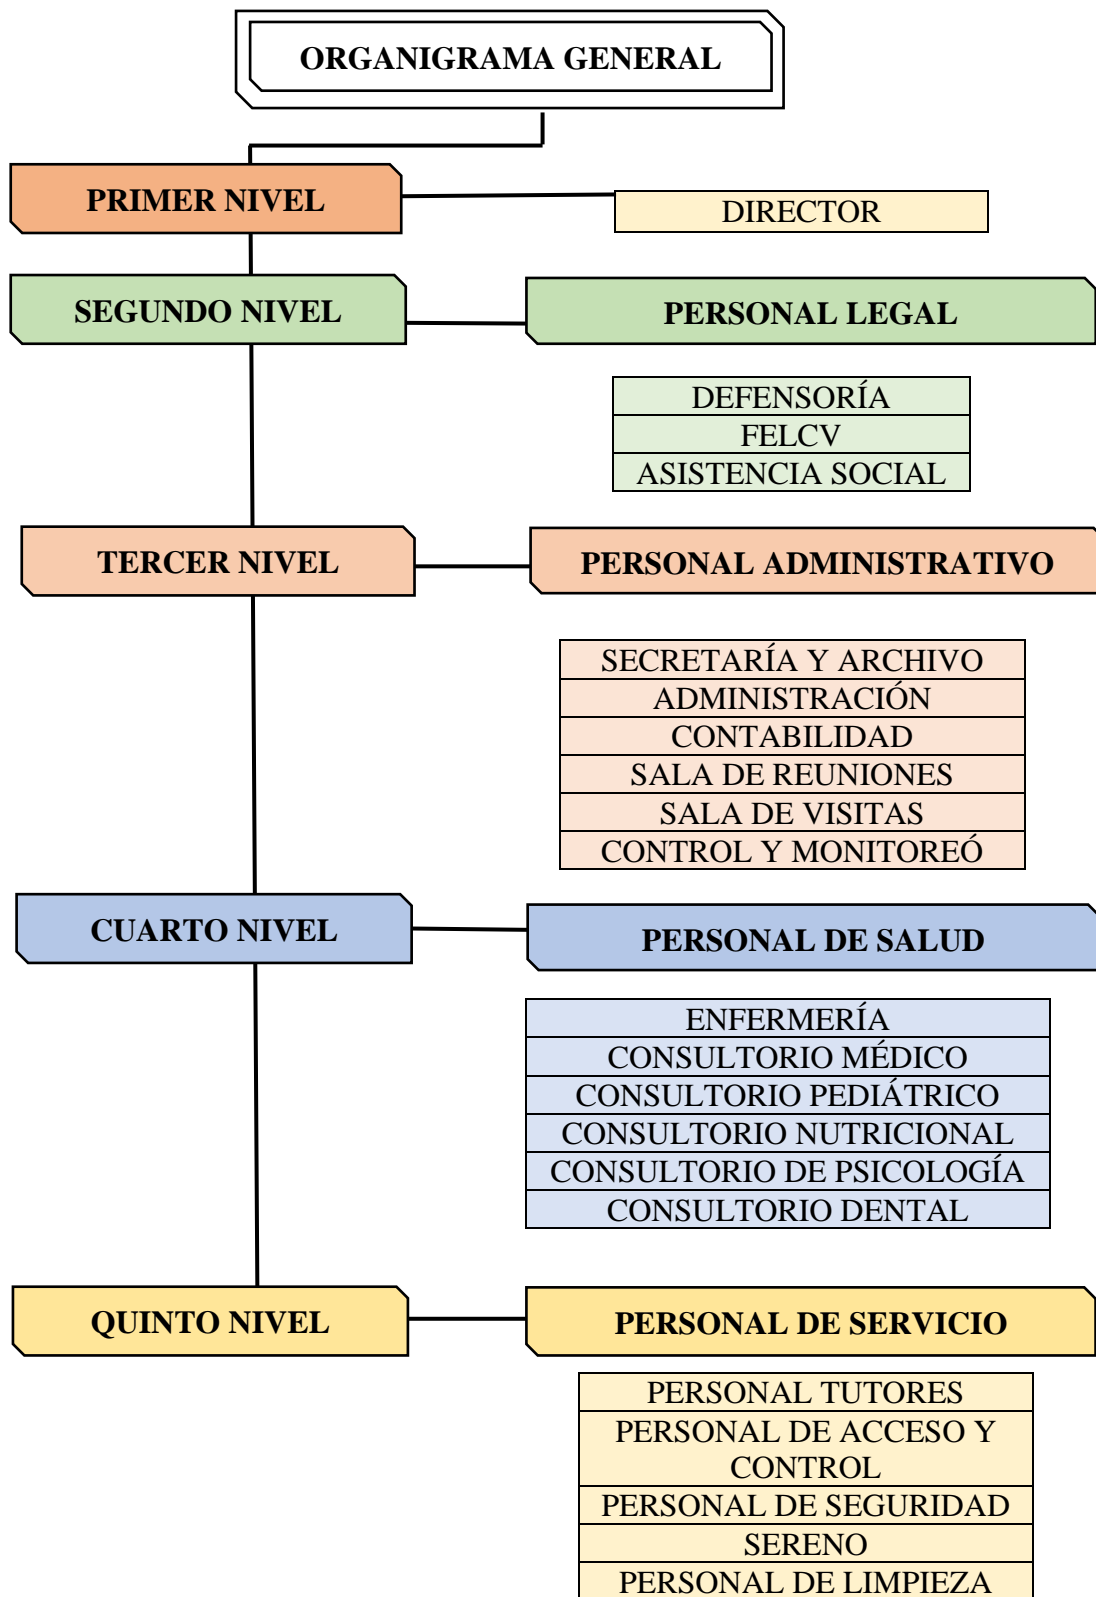 ORGANIGRAMA GENERAL
PRIMER NIVEL
DIRECTOR
SEGUNDO NIVEL
PERSONAL LEGAL
DEFENSORÍA
FELCV
ASISTENCIA SOCIAL
TERCER NIVEL
PERSONAL ADMINISTRATIVO
SECRETARÍA Y ARCHIVO
ADMINISTRACIÓN
CONTABILIDAD
SALA DE REUNIONES
SALA DE VISITAS
CONTROL Y MONITOREÓ
CUARTO NIVEL
PERSONAL DE SALUD
ENFERMERÍA
CONSULTORIO MÉDICO
CONSULTORIO PEDIÁTRICO
CONSULTORIO NUTRICIONAL
CONSULTORIO DE PSICOLOGÍA
CONSULTORIO DENTAL
QUINTO NIVEL
PERSONAL DE SERVICIO
PERSONAL TUTORES
PERSONAL DE ACCESO Y
CONTROL
PERSONAL DE SEGURIDAD
SERENO
PERSONAL DE LIMPIEZA